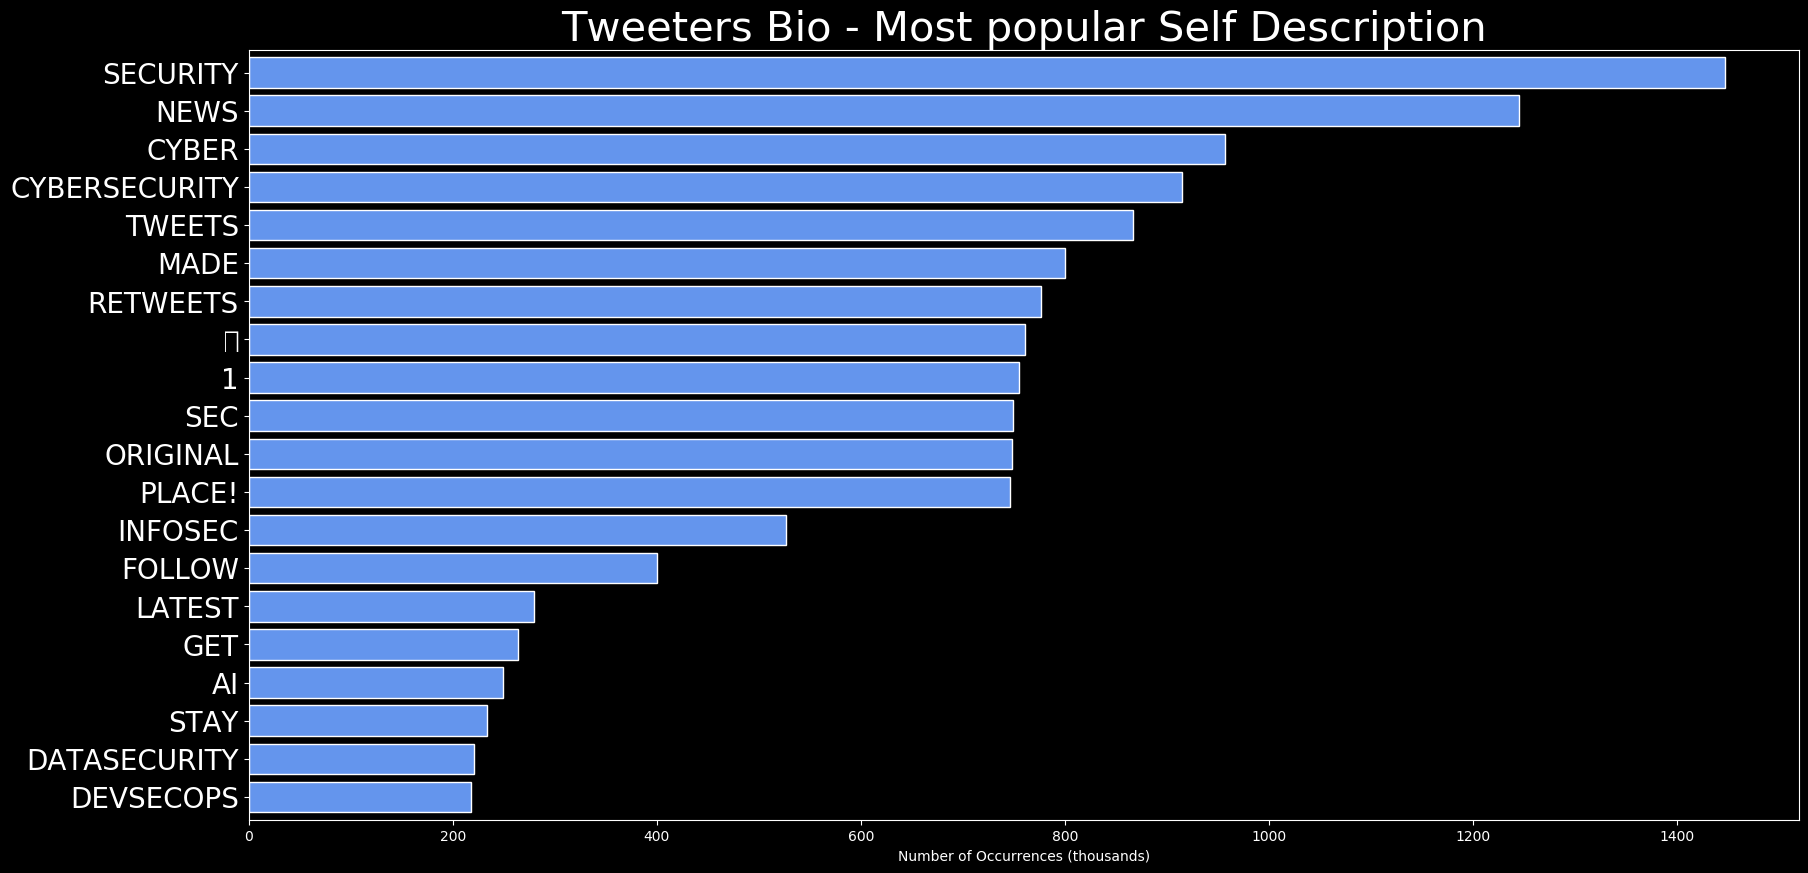 Tweeters Bio - Most popular Self Description
SECURITY
NEWS
CYBER
CYBERSECURITY
TWEETS
MADE
RETWEETS
1
SEC
ORIGINAL
PLACE!
INFOSEC
FOLLOW
LATEST
GET
AI
STAY
DATASECURITY
DEVSECOPS
0 200 400 600 800 1000 1200 1400
Number of Occurrences (thousands)